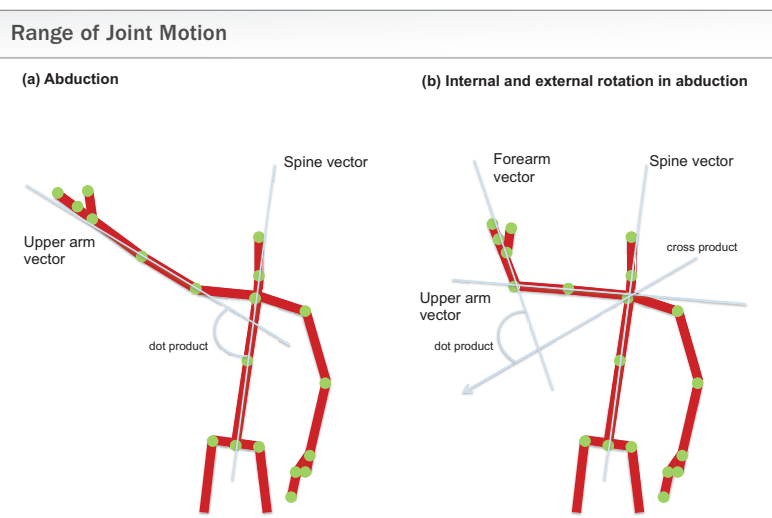 Range of Joint Motion
(a) Abduction
Spine vector
Upper arm
vector
dot product
(b) Internal and external rotation in abduction
Forearm
vector
Spine vector
cross product
Upper arm
vector
dot product